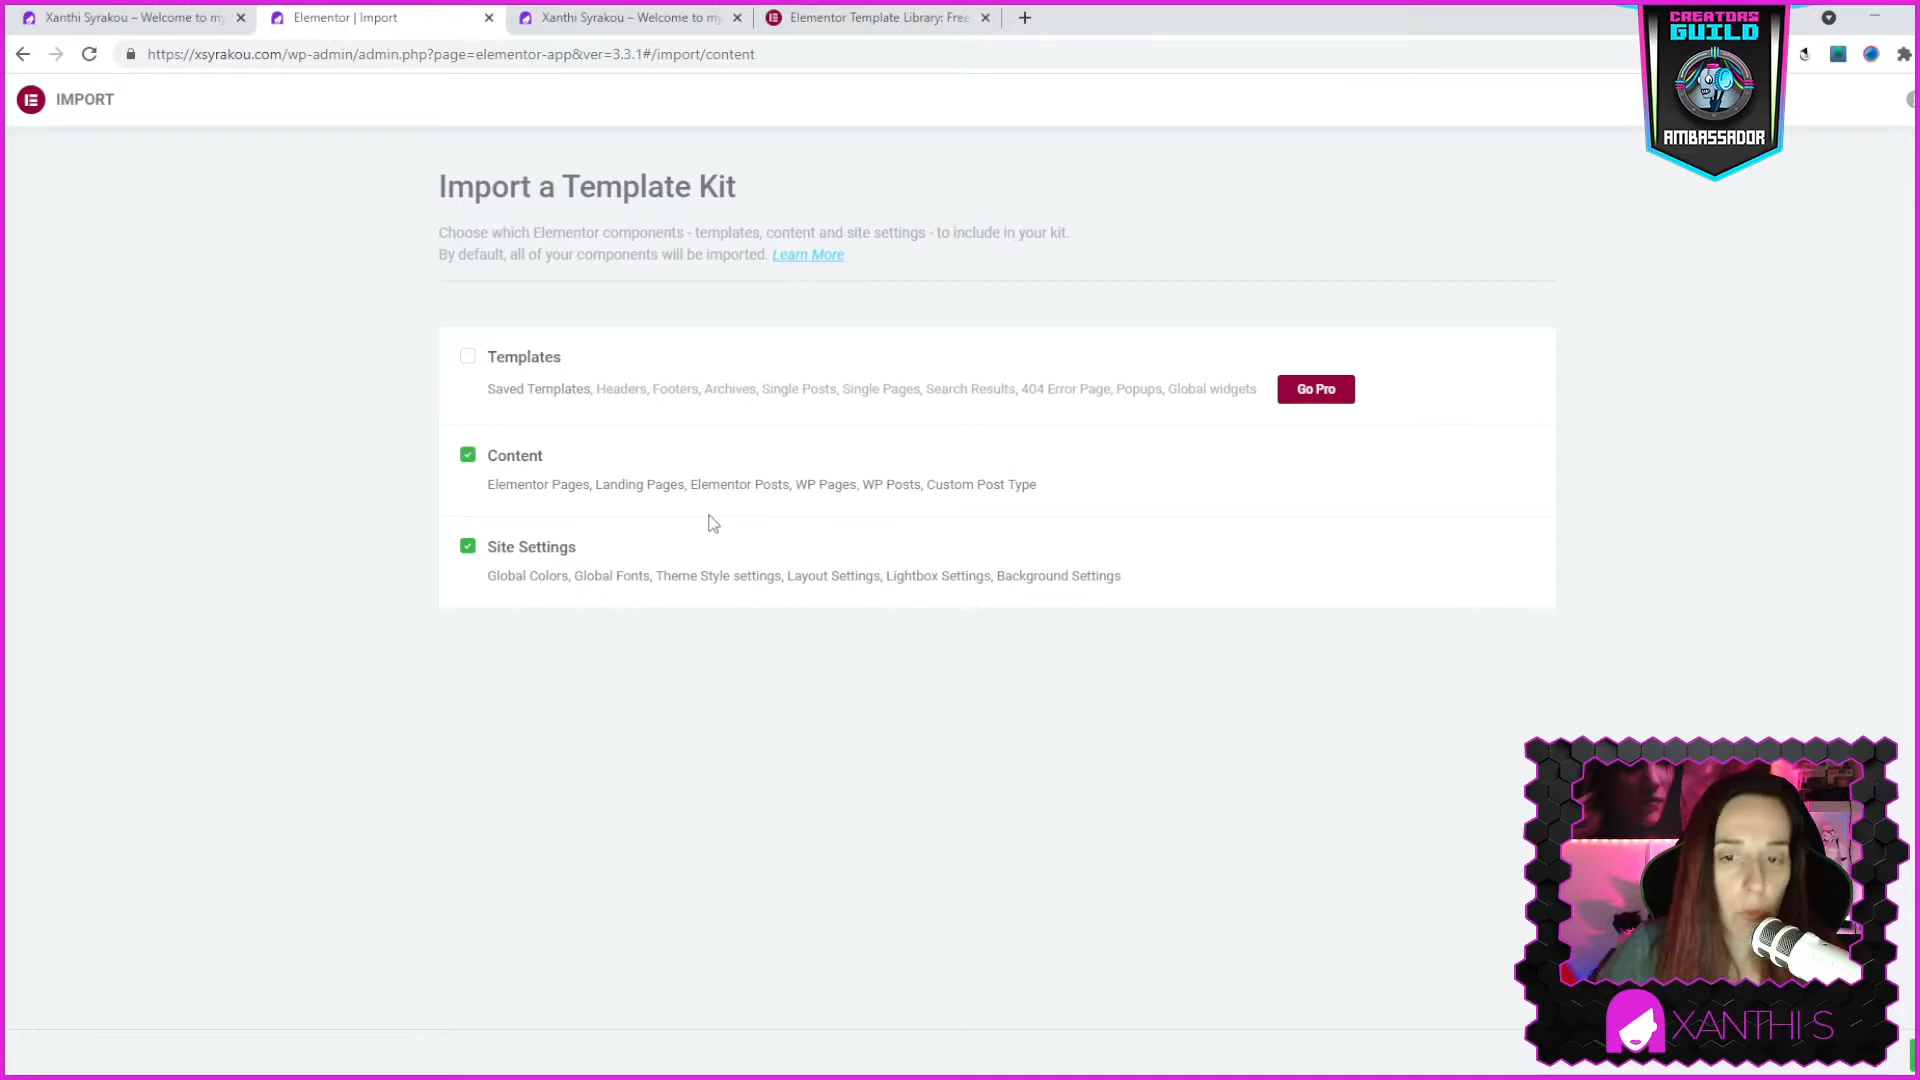 Xanthi Syrakou – Welcome to my
Elementor | Import
Xanthi Syrakou – Welcome to my
Elementor Template Library: Free
https://xsyrakou.com/wp-admin/admin.php?page=elementor-app&ver=3.3.1#/import/content
IMPORT
CREATORS
GUILD
AMBASSADOR
Import a Template Kit
Choose which Elementor components - templates, content and site settings - to include in your kit.
By default, all of your components will be imported. Learn More
Templates
Saved Templates, Headers, Footers, Archives, Single Posts, Single Pages, Search Results, 404 Error Page, Popups, Global widgets
Go Pro
Content
Elementor Pages, Landing Pages, Elementor Posts, WP Pages, WP Posts, Custom Post Type
Site Settings
Global Colors, Global Fonts, Theme Style settings, Layout Settings, Lightbox Settings, Background Settings
XANTHI S